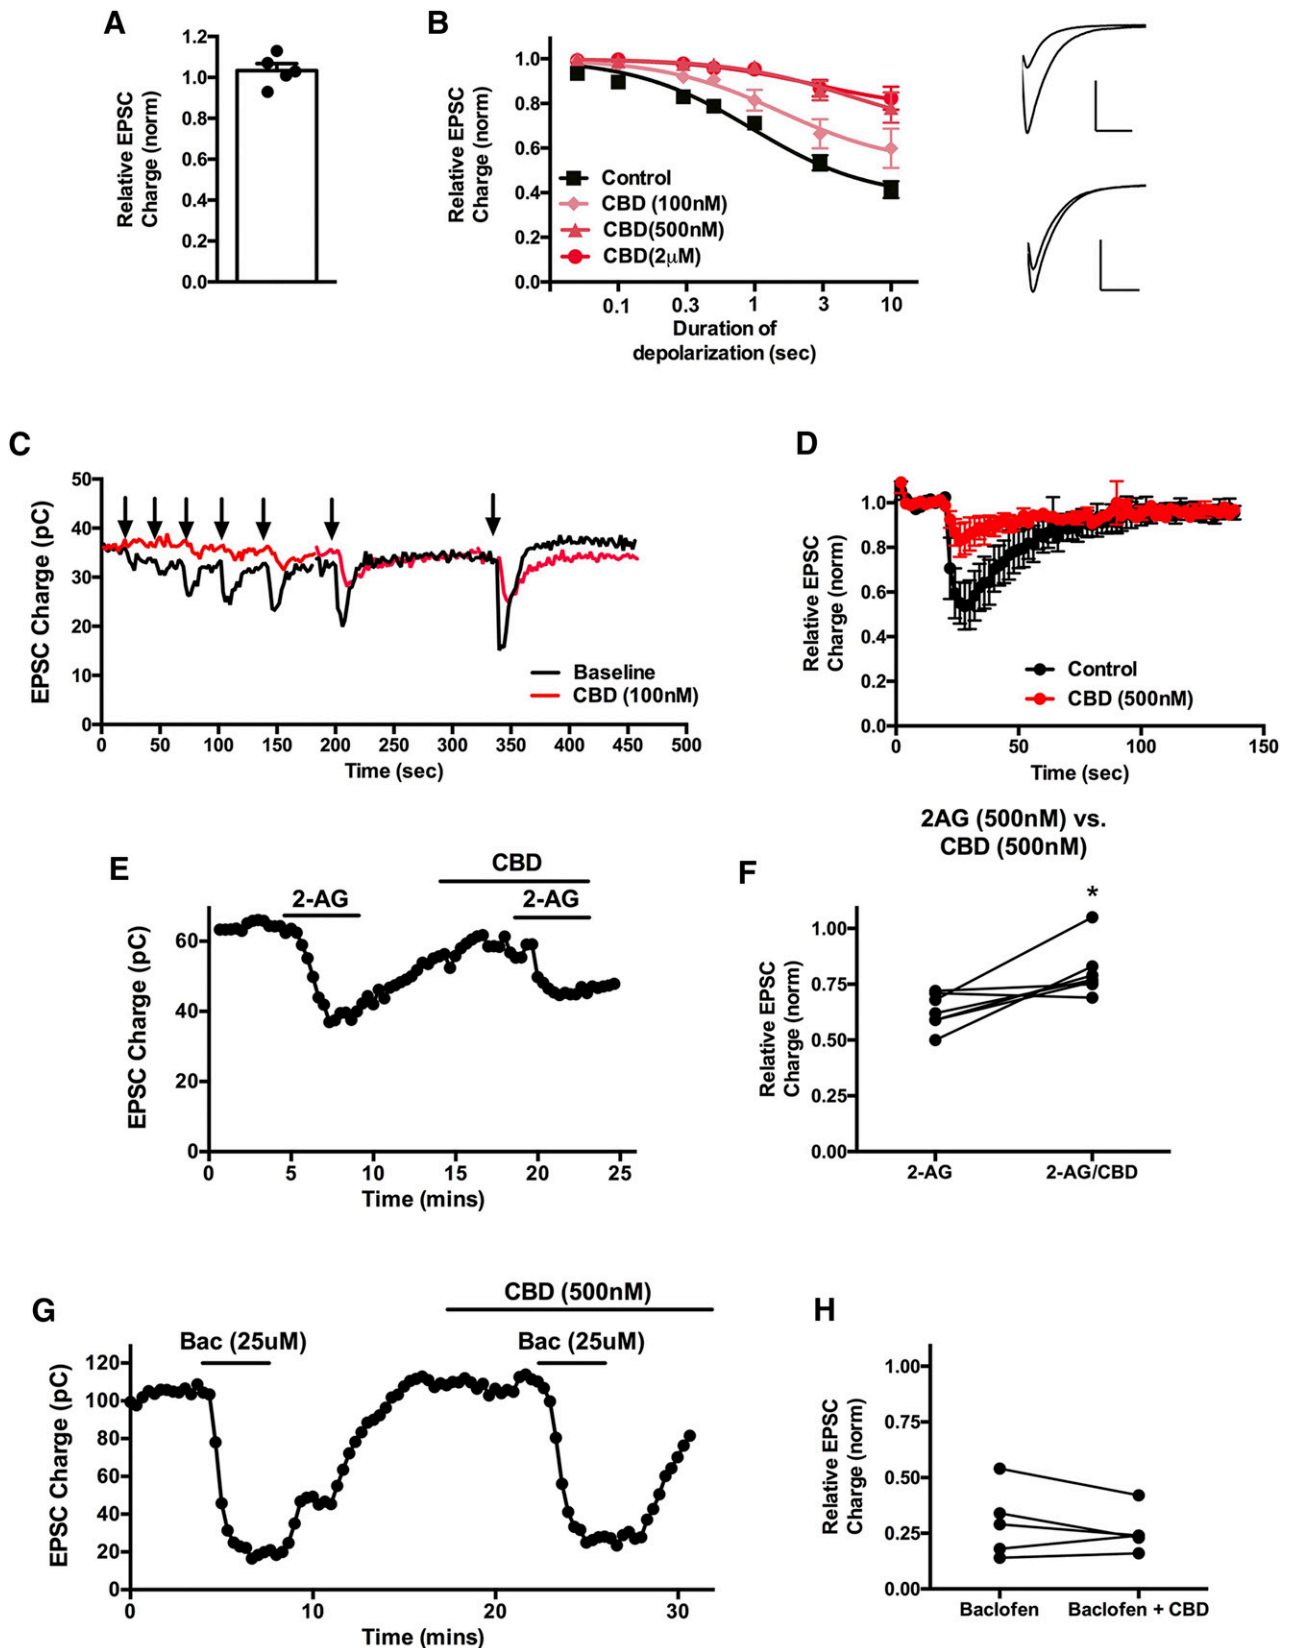 A
Relative EPSC
Charge (norm)
1.2
1.0
0.8
0.6
0.4
0.2
0.0
B
Relative EPSC
Charge (norm)
1.0
0.8
0.6
0.4
0.2
0.0
Control
CBD (100nM)
CBD(500nM)
CBD(2μM)
0.1 0.3 1 3 10
Duration of
depolarization (sec)
C
EPSC Charge (pC)
50
40
30
20
10
0
Baseline
CBD (100nM)
0 50 100 150 200 250 300 350 400 450 500
Time (sec)
D
Relative EPSC
Charge (norm)
1.0
0.8
0.6
0.4
0.2
0.0
Control
CBD (500nM)
0 50 100 150
Time (sec)
E
EPSC Charge (pC)
60
40
20
0
CBD
2-AG
2-AG
0 5 10 15 20 25
Time (mins)
2AG (500nM) vs.
CBD (500nM)
F
*
Relative EPSC
Charge (norm)
1.00
0.75
0.50
0.25
0.00
2-AG 2-AG/CBD
G
EPSC Charge (pC)
120
100
80
60
40
20
0
CBD (500nM)
Bac (25uM)
Bac (25uM)
0 10 20 30
Time (mins)
H
Relative EPSC
Charge (norm)
1.00
0.75
0.50
0.25
0.00
Baclofen Baclofen + CBD